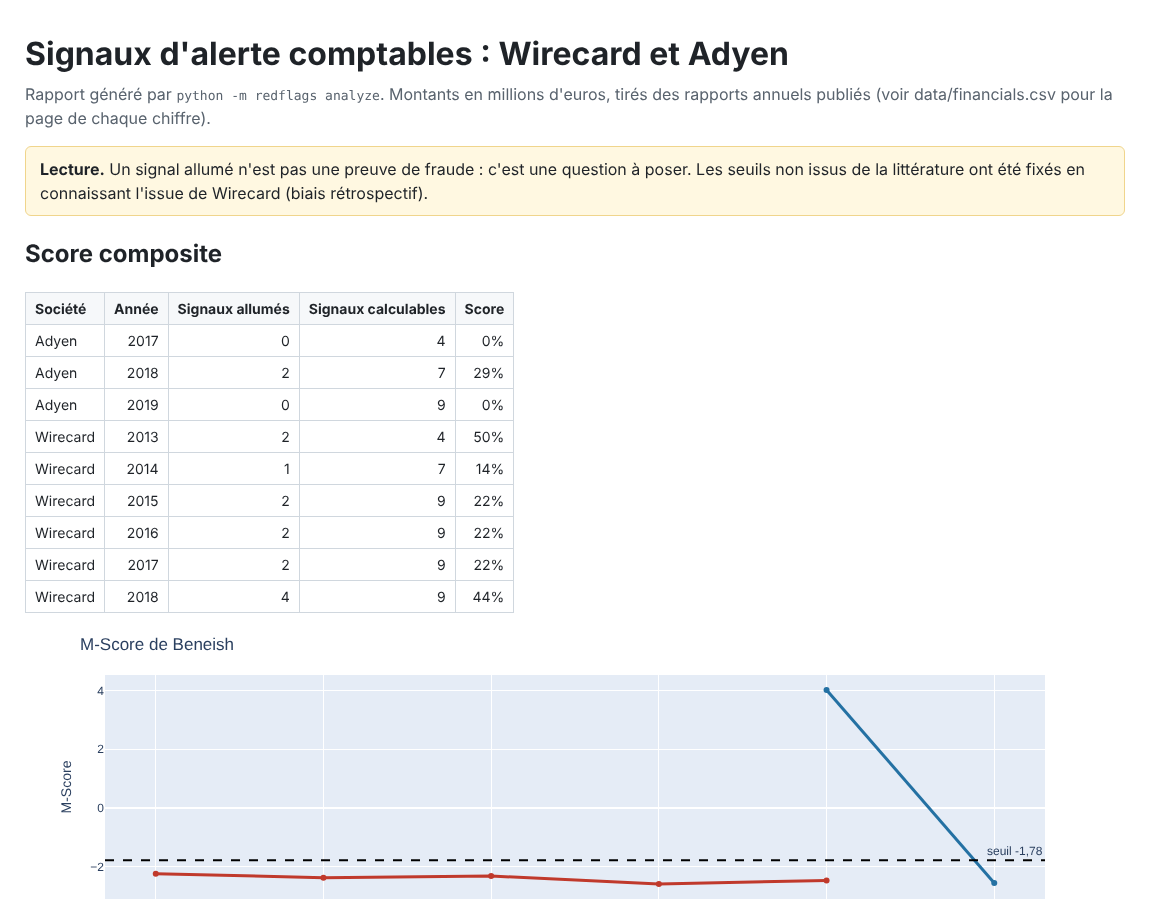 Signaux d'alerte comptables : Wirecard et Adyen
Rapport généré par python -m redflags analyze. Montants en millions d'euros, tirés des rapports annuels publiés (voir data/financials.csv pour la
page de chaque chiffre).
Lecture. Un signal allumé n'est pas une preuve de fraude : c'est une question à poser. Les seuils non issus de la littérature ont été fixés en
connaissant l'issue de Wirecard (biais rétrospectif).
Score composite
Société Année Signaux allumés Signaux calculables Score
Adyen 2017 0 4 0%
Adyen 2018 2 7 29%
Adyen 2019 0 9 0%
Wirecard 2013 2 4 50%
Wirecard 2014 1 7 14%
Wirecard 2015 2 9 22%
Wirecard 2016 2 9 22%
Wirecard 2017 2 9 22%
Wirecard 2018 4 9 44%
M-Score de Beneish
4
2
M-Score
0
seuil -1,78
−2